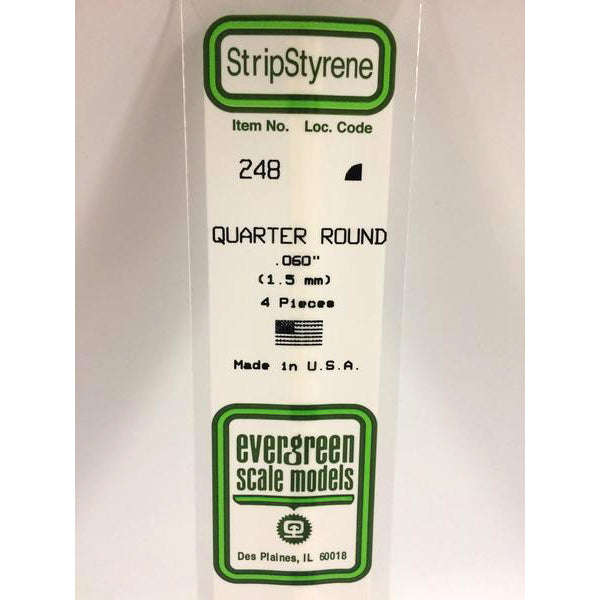 StripStyrene
Item No. Loc. Code
248
QUARTER ROUND
.060"
(1.5 mm)
4 Pieces
Made in U.S.A.
evergreen
scale models
Des Plaines, IL 60018